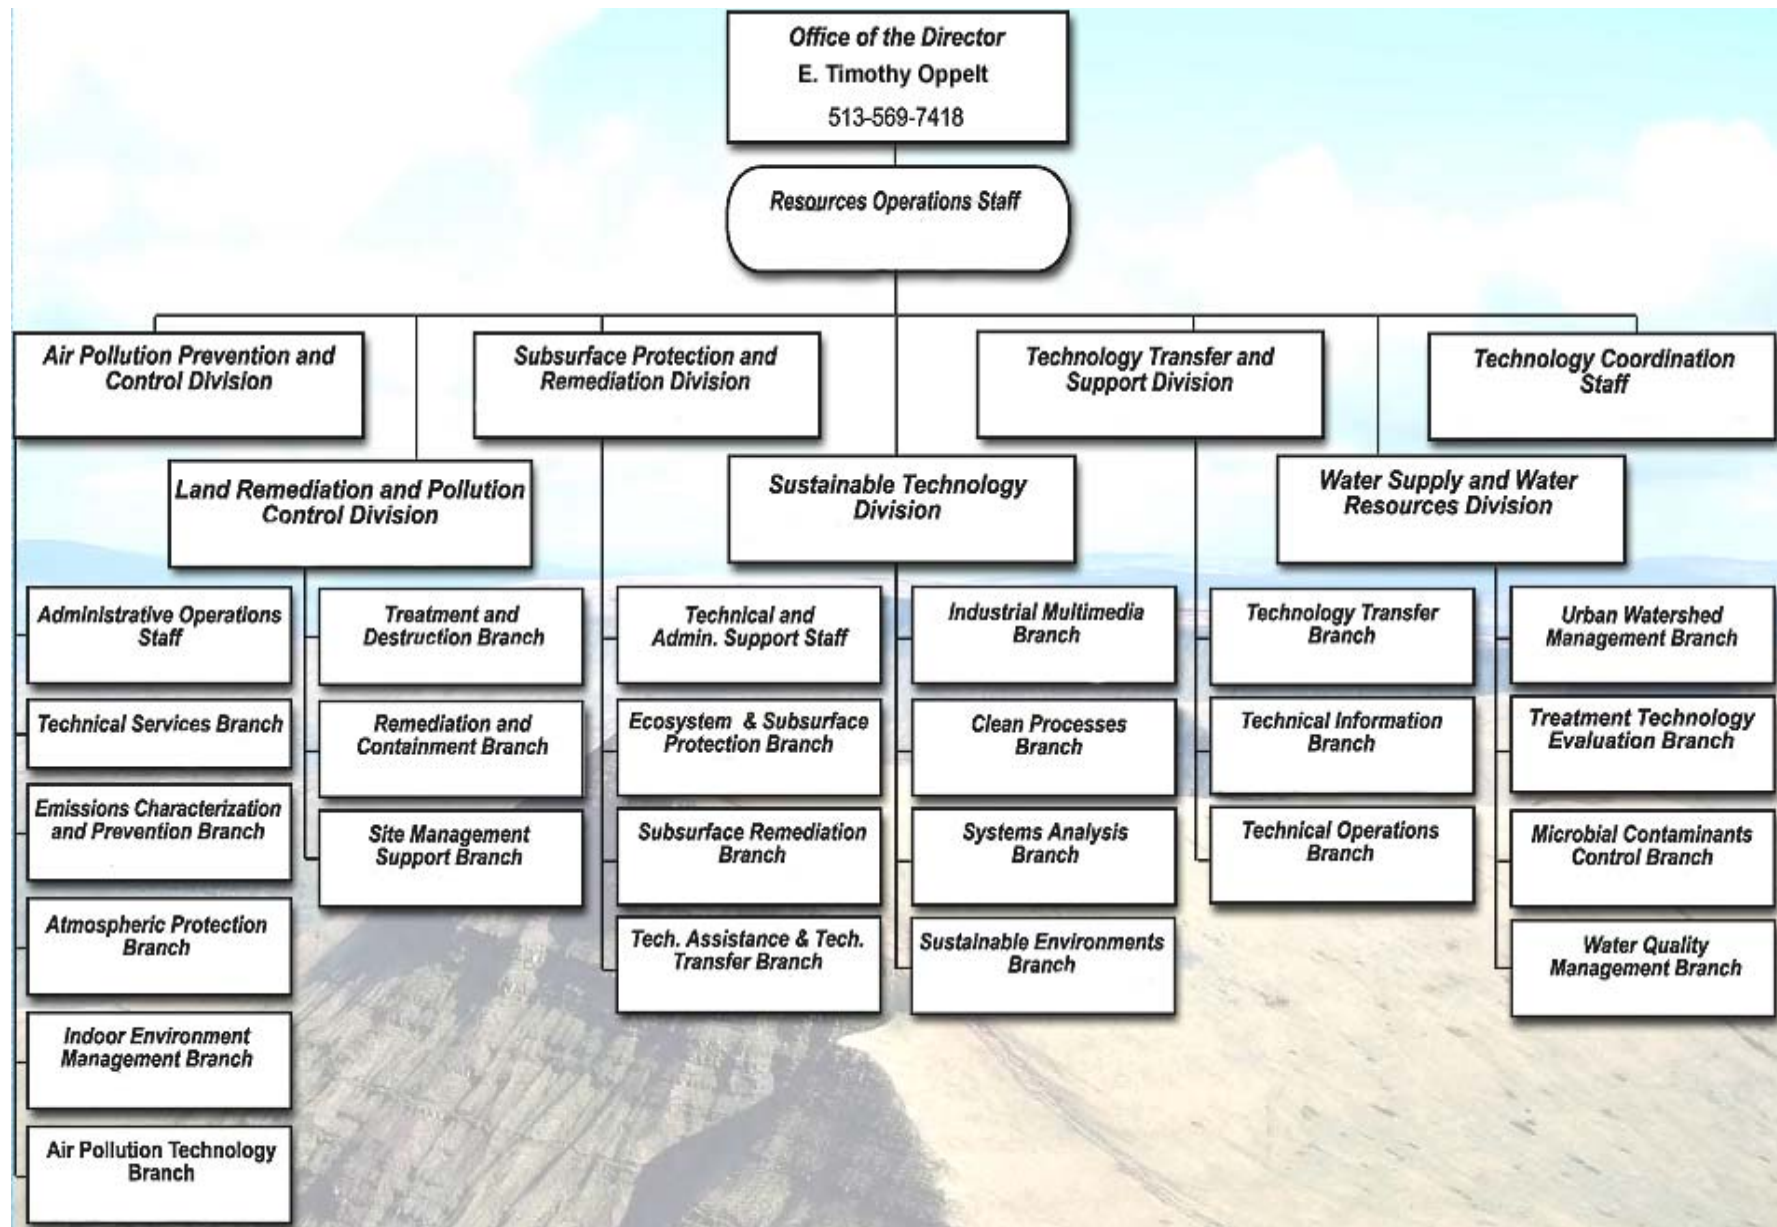 Office of the Director
E. Timothy Oppelt
513-569-7418
Resources Operations Staff
Air Pollution Prevention and
Control Division
Subsurface Protection and
Remediation Division
Technology Transfer and
Support Division
Technology Coordination
Staff
Land Remediation and Pollution
Control Division
Sustainable Technology
Division
Water Supply and Water
Resources Division
Administrative Operations
Staff
Technical Services Branch
Emissions Characterization
and Prevention Branch
Atmospheric Protection
Branch
Indoor Environment
Management Branch
Air Pollution Technology
Branch
Treatment and
Destruction Branch
Remediation and
Containment Branch
Site Management
Support Branch
Technical and
Admin. Support Staff
Ecosystem & Subsurface
Protection Branch
Subsurface Remediation
Branch
Tech. Assistance & Tech.
Transfer Branch
Industrial Multimedia
Branch
Clean Processes
Branch
Systems Analysis
Branch
Sustainable Environments
Branch
Technology Transfer
Branch
Technical Information
Branch
Technical Operations
Branch
Urban Watershed
Management Branch
Treatment Technology
Evaluation Branch
Microbial Contaminants
Control Branch
Water Quality
Management Branch